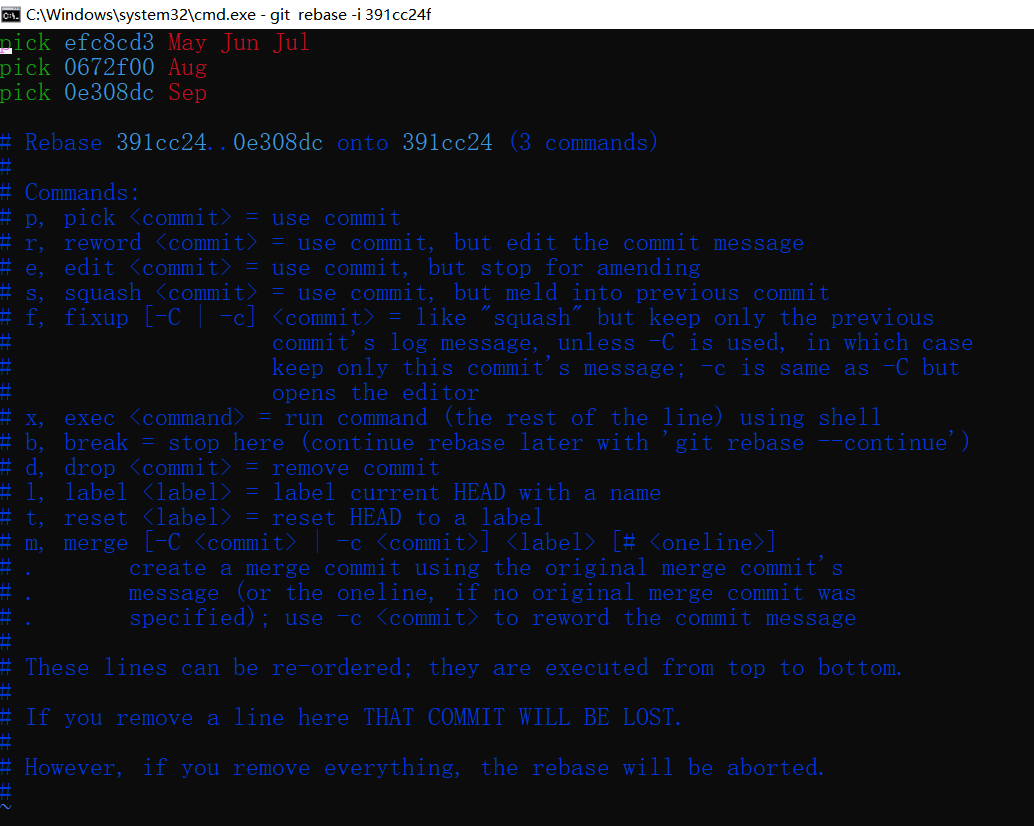 C:\Windows\system32\cmd.exe - git  rebase -i 391cc24f
pick efc8cd3 May Jun Jul
pick 0672f00 Aug
pick 0e308dc Sep
# Rebase 391cc24..0e308dc onto 391cc24 (3 commands)
#
# Commands:
# p, pick <commit> = use commit
# r, reword <commit> = use commit, but edit the commit message
# e, edit <commit> = use commit, but stop for amending
# s, squash <commit> = use commit, but meld into previous commit
# f, fixup [-C | -c] <commit> = like "squash" but keep only the previous
#                    commit's log message, unless -C is used, in which case
#                    keep only this commit's message; -c is same as -C but
#                    opens the editor
# x, exec <command> = run command (the rest of the line) using shell
# b, break = stop here (continue rebase later with 'git rebase --continue')
# d, drop <commit> = remove commit
# l, label <label> = label current HEAD with a name
# t, reset <label> = reset HEAD to a label
# m, merge [-C <commit> | -c <commit>] <label> [# <oneline>]
# .       create a merge commit using the original merge commit's
# .       message (or the oneline, if no original merge commit was
# .       specified); use -c <commit> to reword the commit message
#
# These lines can be re-ordered; they are executed from top to bottom.
#
# If you remove a line here THAT COMMIT WILL BE LOST.
#
# However, if you remove everything, the rebase will be aborted.
#
~